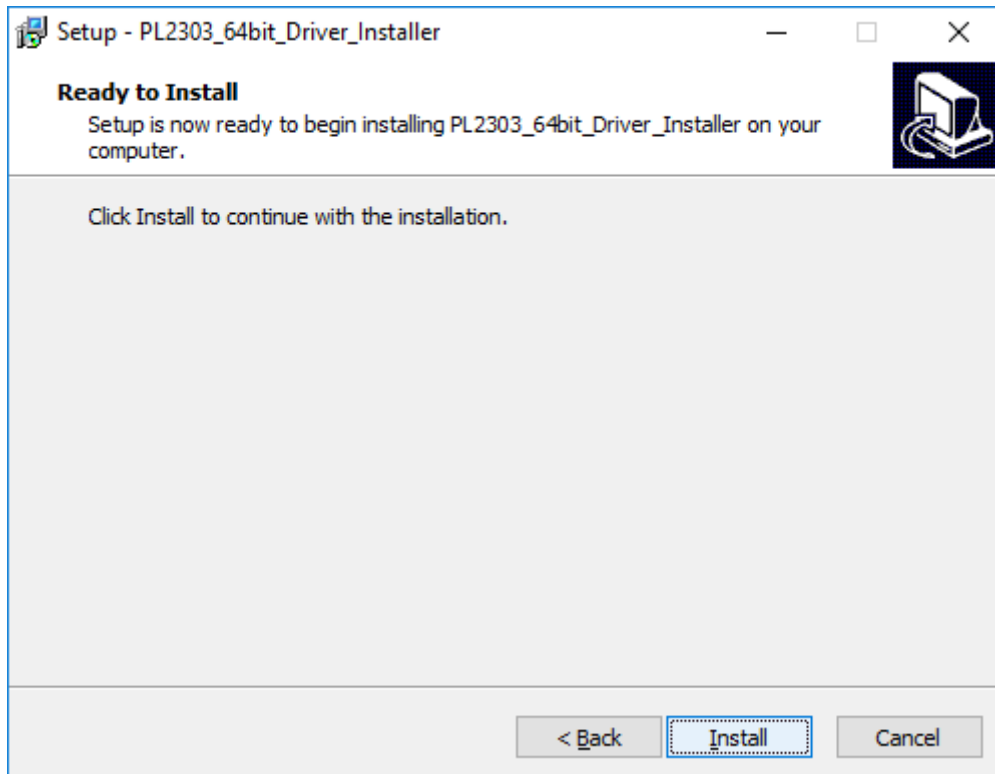 Setup - PL2303_64bit_Driver_Installer
Ready to Install
Setup is now ready to begin installing PL2303_64bit_Driver_Installer on your
computer.
Click Install to continue with the installation.
< Back
Install
Cancel